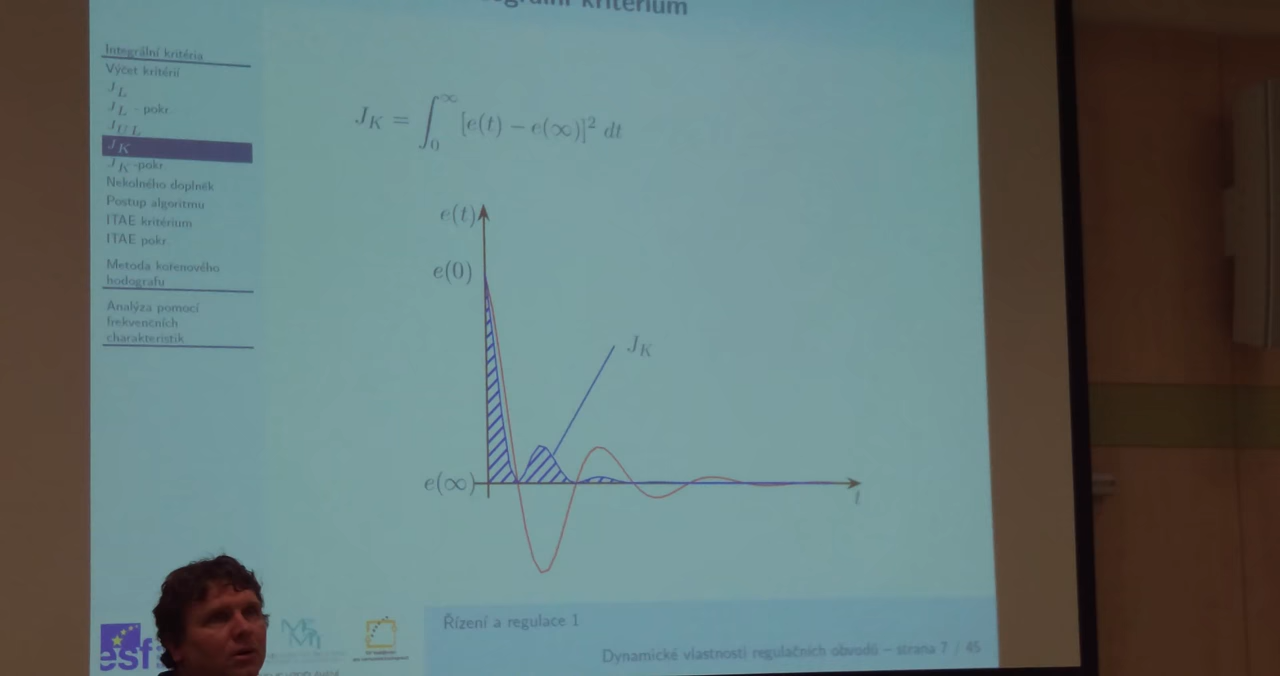 kritérium
Integrální kritéria
Výčet kritérií
J_L
J_L - pokr.
J_UL
J_K
J_K -pokr.
Nekolného doplněk
Postup algoritmu
ITAE kritérium
ITAE pokr.
Metoda kořenového
hodografu
Analýza pomocí
frekvenčních
charakteristik
J_K = ∫_0^∞ [e(t) − e(∞)]² dt
e(t)
e(0)
J_K
e(∞)
t
esf
Řízení a regulace 1
Dynamické vlastnosti regulačních obvodů – strana 7 / 45